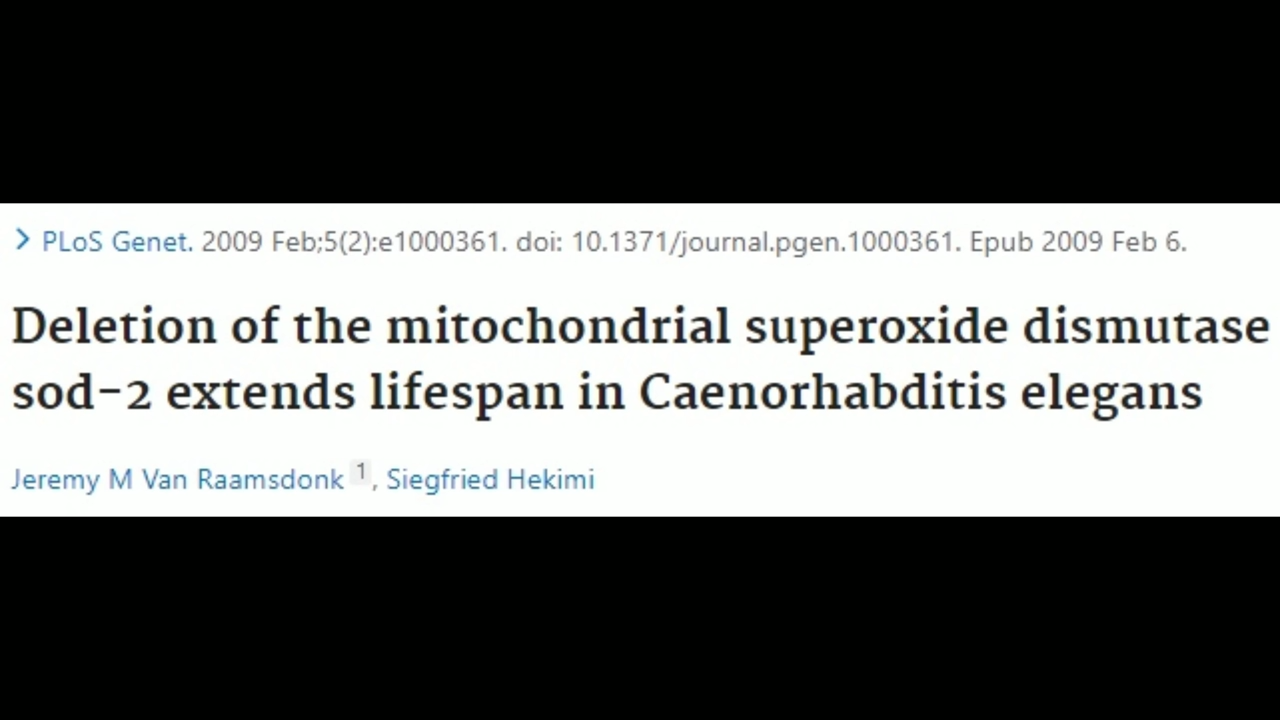 PLoS Genet. 2009 Feb;5(2):e1000361. doi: 10.1371/journal.pgen.1000361. Epub 2009 Feb 6.
Deletion of the mitochondrial superoxide dismutase
sod-2 extends lifespan in Caenorhabditis elegans
Jeremy M Van Raamsdonk 1, Siegfried Hekimi